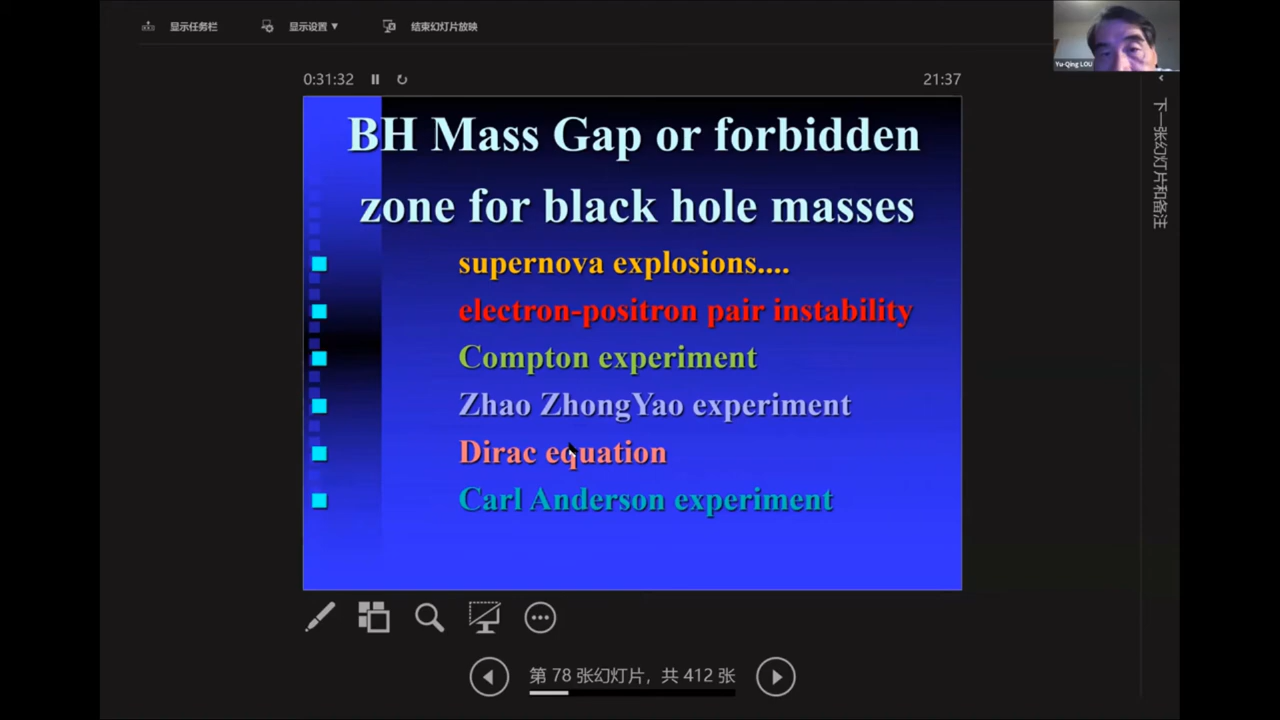 显示任务栏 显示设置 ▼ 结束幻灯片放映
Yu-Qing LOU
0:31:32
21:37
下一张幻灯片和备注
BH Mass Gap or forbidden
zone for black hole masses
supernova explosions....
electron-positron pair instability
Compton experiment
Zhao ZhongYao experiment
Dirac equation
Carl Anderson experiment
第 78 张幻灯片，共 412 张